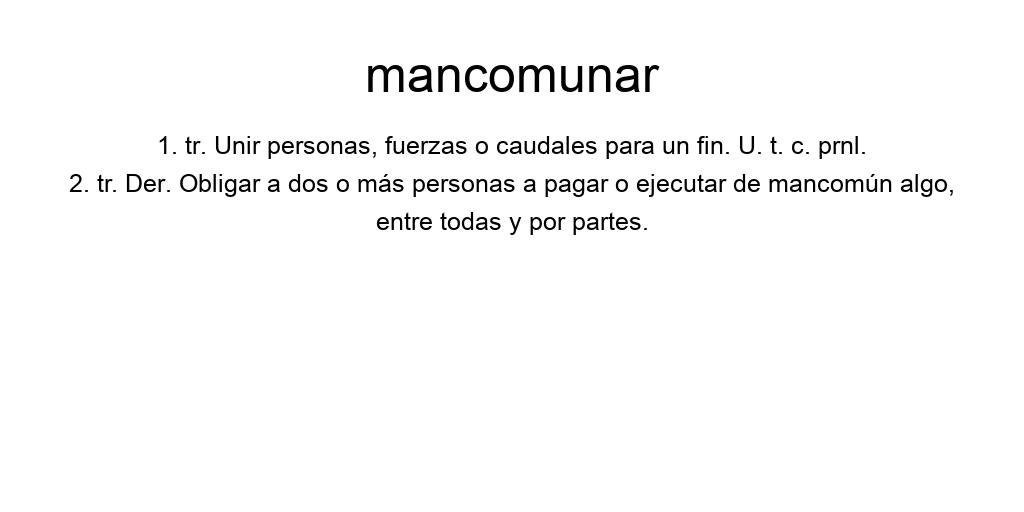 mancomunar
1. tr. Unir personas, fuerzas o caudales para un fin. U. t. c. prnl.
2. tr. Der. Obligar a dos o más personas a pagar o ejecutar de mancomún algo,
entre todas y por partes.